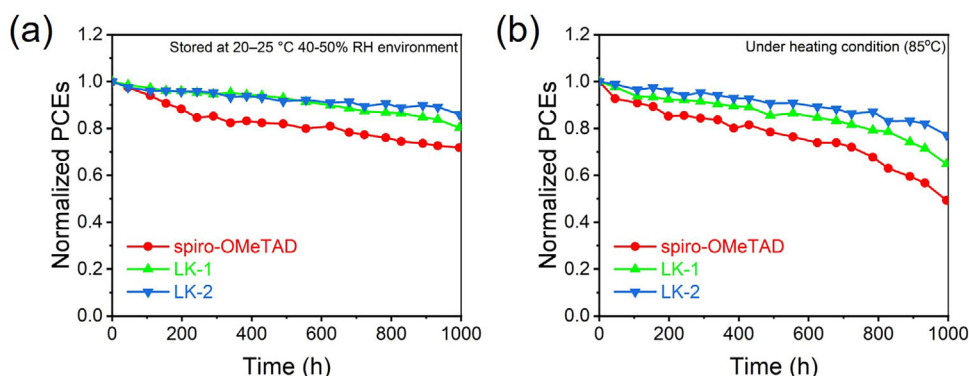 (a)
Stored at 20–25 °C 40-50% RH environment
Normalized PCEs
1.2
1.0
0.8
0.6
0.4
0.2
0.0
spiro-OMeTAD
LK-1
LK-2
0 200 400 600 800 1000
Time (h)
(b)
Under heating condition (85°C)
Normalized PCEs
1.2
1.0
0.8
0.6
0.4
0.2
0.0
spiro-OMeTAD
LK-1
LK-2
0 200 400 600 800 1000
Time (h)